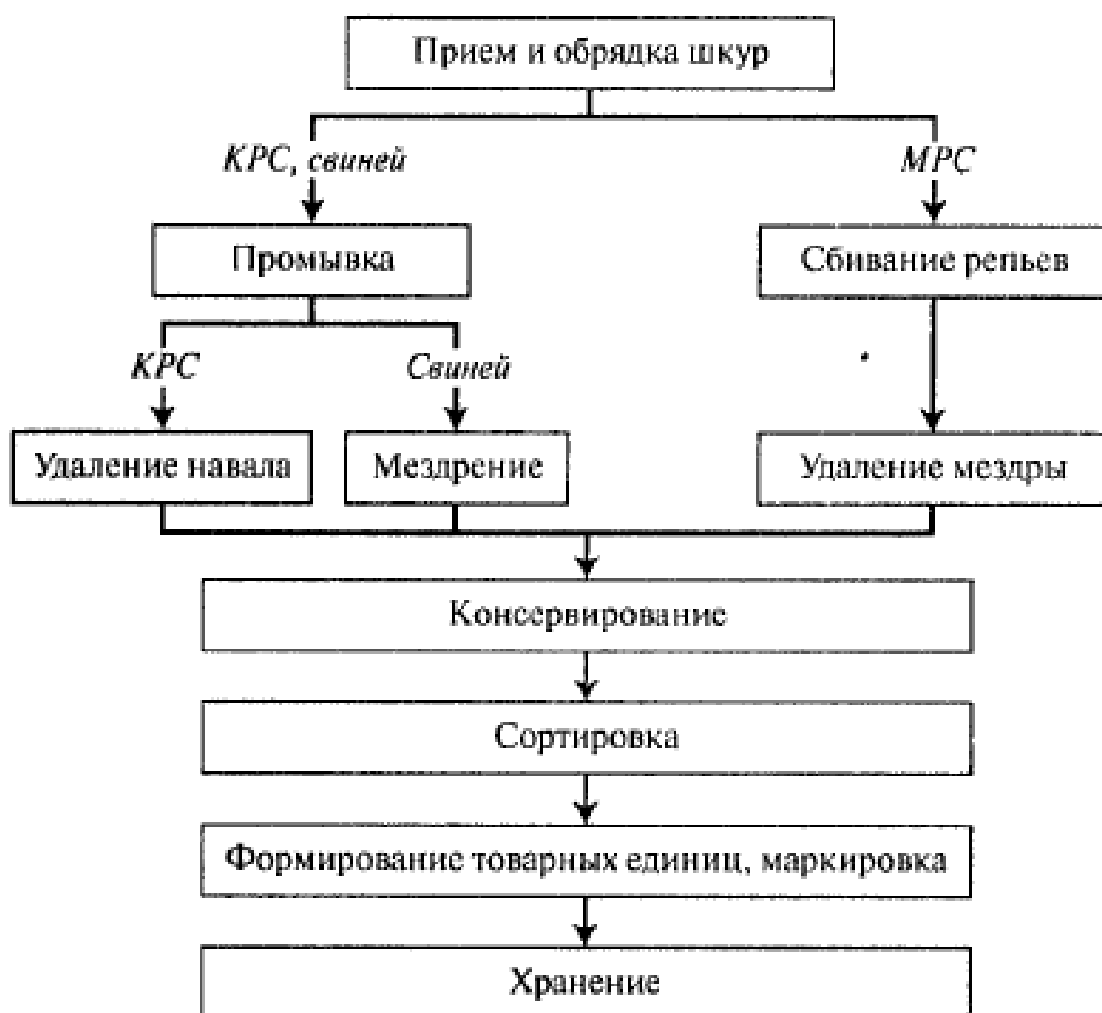 Прием и обрядка шкур
КРС, свиней
МРС
Промывка
Сбивание репьев
КРС
Свиней
Удаление навала
Мездрение
Удаление мездры
Консервирование
Сортировка
Формирование товарных единиц, маркировка
Хранение